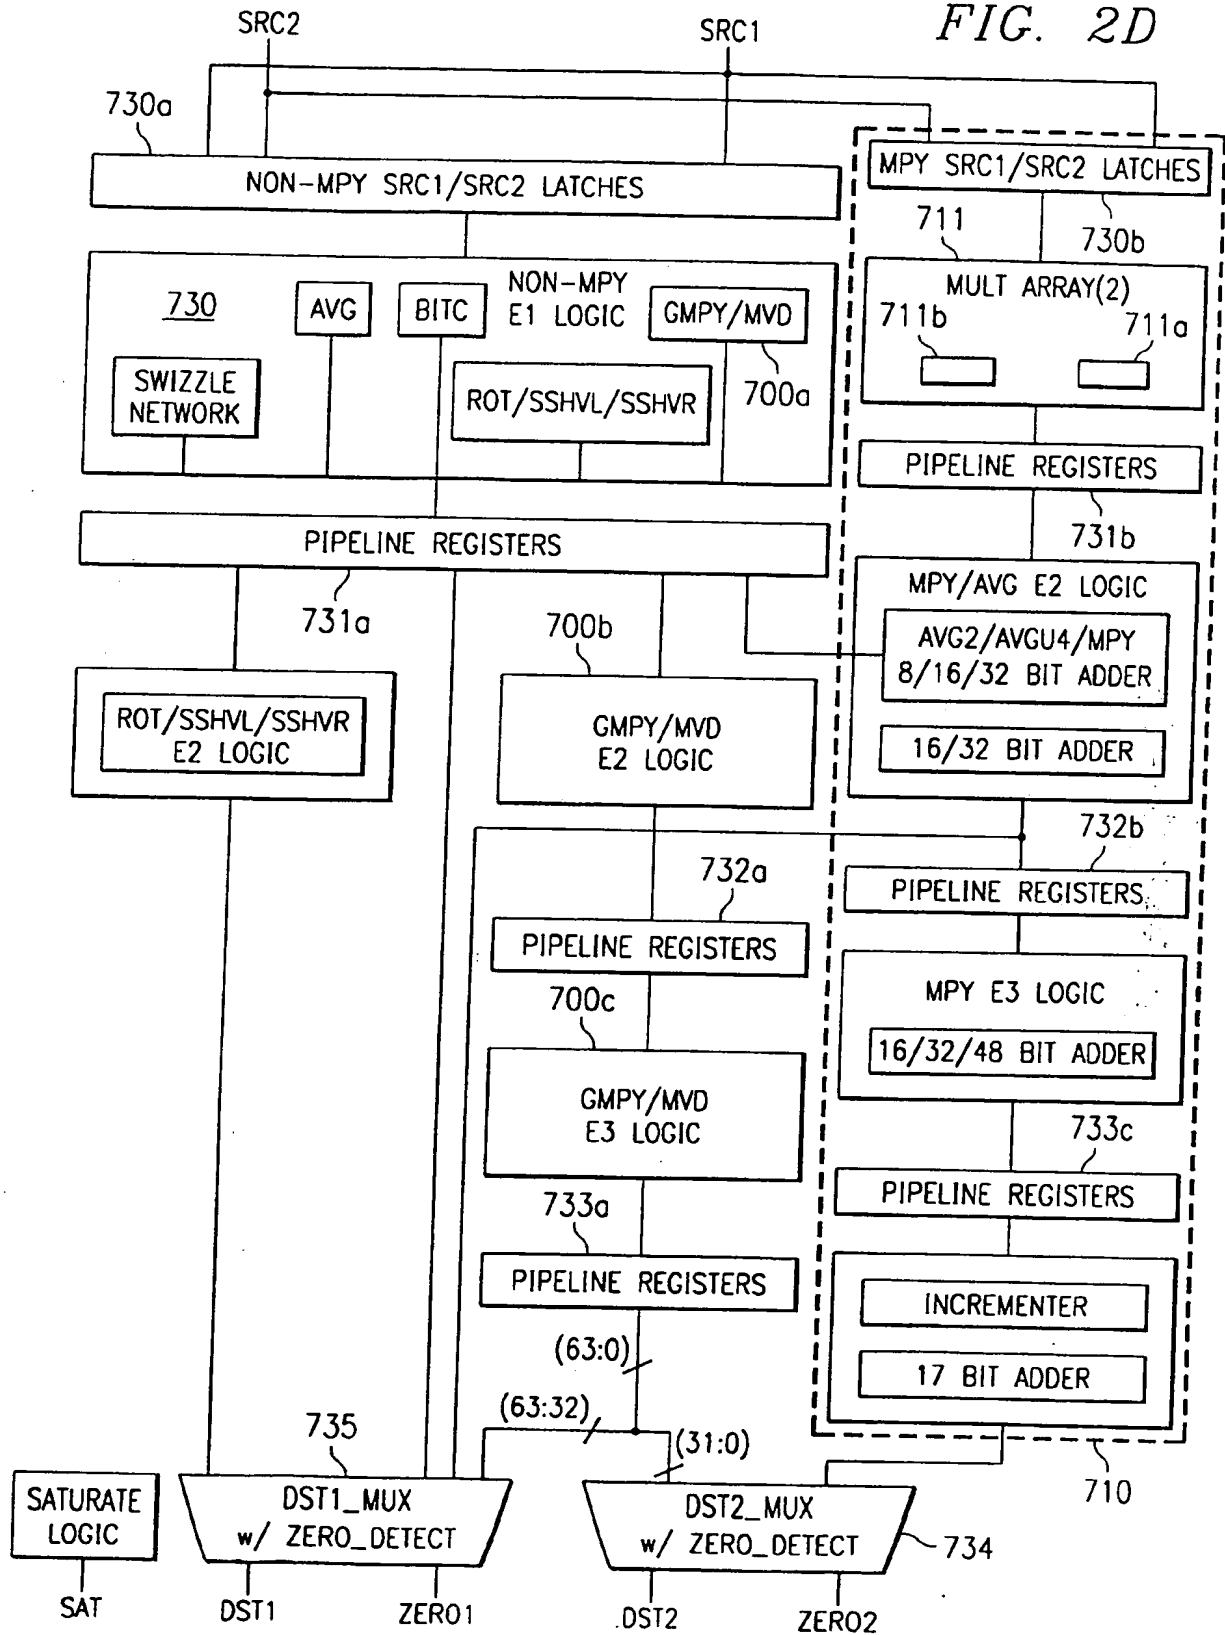 FIG. 2D
SRC2
SRC1
730a
NON-MPY SRC1/SRC2 LATCHES
MPY SRC1/SRC2 LATCHES
711
730b
730
AVG
BITC
NON-MPY
E1 LOGIC
GMPY/MVD
700a
SWIZZLE
NETWORK
ROT/SSHVL/SSHVR
MULT ARRAY(2)
711b
711a
PIPELINE REGISTERS
731b
PIPELINE REGISTERS
731a
700b
MPY/AVG E2 LOGIC
AVG2/AVGU4/MPY
8/16/32 BIT ADDER
16/32 BIT ADDER
ROT/SSHVL/SSHVR
E2 LOGIC
GMPY/MVD
E2 LOGIC
732b
732a
PIPELINE REGISTERS
PIPELINE REGISTERS
700c
MPY E3 LOGIC
16/32/48 BIT ADDER
GMPY/MVD
E3 LOGIC
733c
733a
PIPELINE REGISTERS
PIPELINE REGISTERS
INCREMENTER
17 BIT ADDER
(63:0)
(63:32)
(31:0)
735
710
SATURATE
LOGIC
DST1_MUX
w/ ZERO_DETECT
DST2_MUX
w/ ZERO_DETECT
734
SAT
DST1
ZERO1
DST2
ZERO2